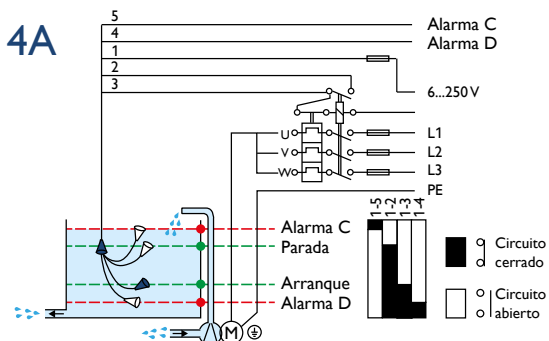 4A
5
Alarma C
4
Alarma D
1
2
3
6...250 V
U
L1
V
L2
W
L3
PE
1-5
1-2
1-3
1-4
Alarma C
Parada
Arranque
Alarma D
M
Circuito
cerrado
Circuito
abierto